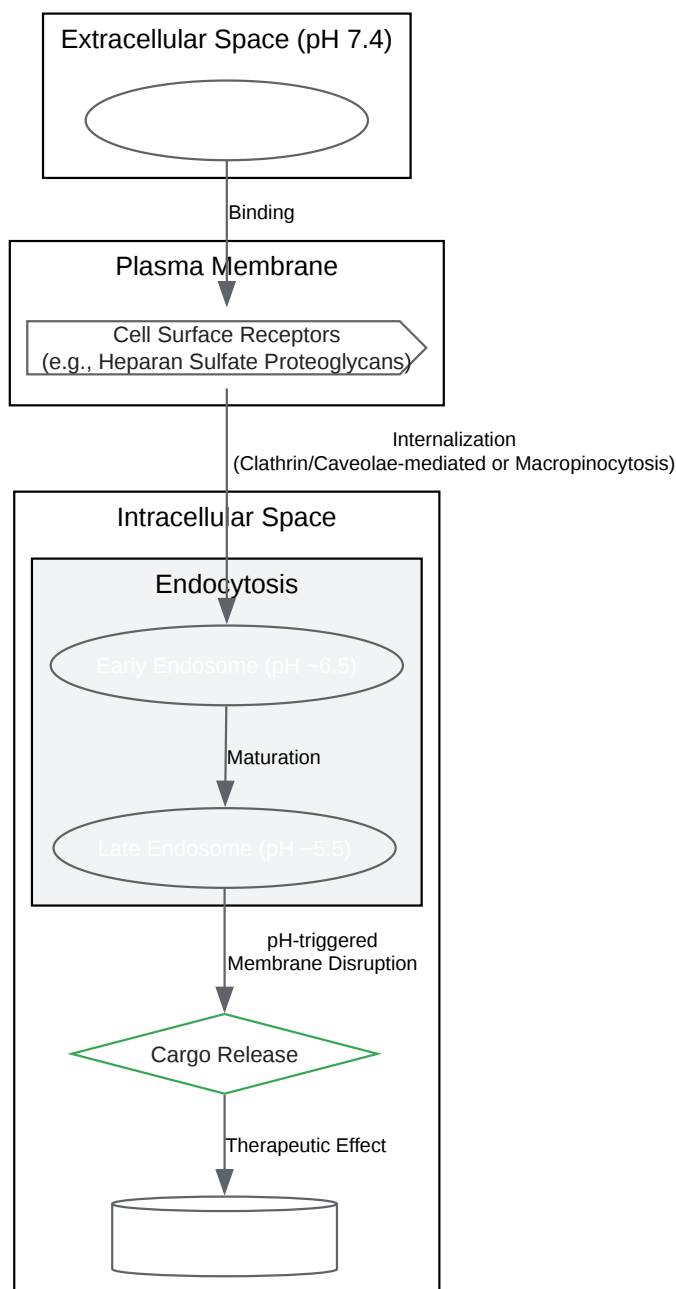 Extracellular Space (pH 7.4)
Binding
Plasma Membrane
Cell Surface Receptors
(e.g., Heparan Sulfate Proteoglycans)
Internalization
(Clathrin/Caveolae-mediated or Macropinocytosis)
Intracellular Space
Endocytosis
Early Endosome (pH ~6.5)
Maturation
Late Endosome (pH ~5.5)
pH-triggered
Membrane Disruption
Cargo Release
Therapeutic Effect